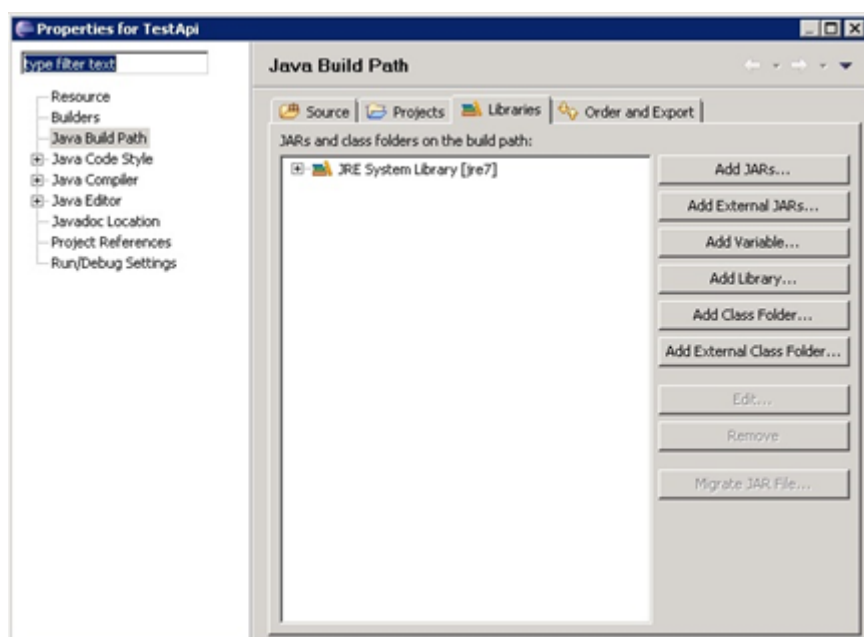 Properties for TestApi
type filter text
Resource
Builders
Java Build Path
Java Code Style
Java Compiler
Java Editor
Javadoc Location
Project References
Run/Debug Settings
Java Build Path
Source Projects Libraries Order and Export
JARs and class folders on the build path:
JRE System Library [jre7]
Add JARs...
Add External JARs...
Add Variable...
Add Library...
Add Class Folder...
Add External Class Folder...
Edit...
Remove
Migrate JAR File...